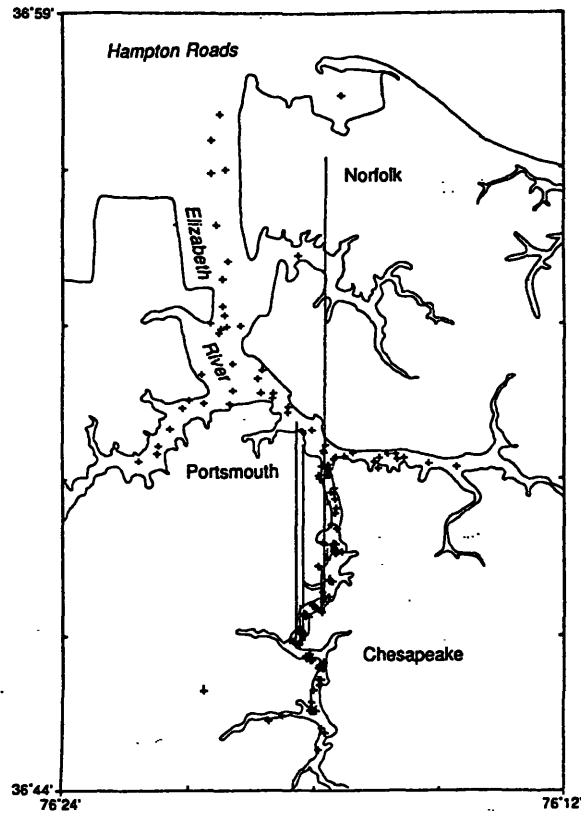 36°59'
Hampton Roads
Norfolk
Elizabeth
River
Portsmouth
Chesapeake
36°44'
76°24'
76°12'